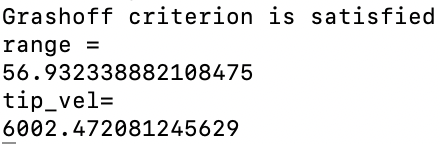 Grashoff criterion is satisfied
range =
56.932338882108475
tip_vel=
6002.472081245629